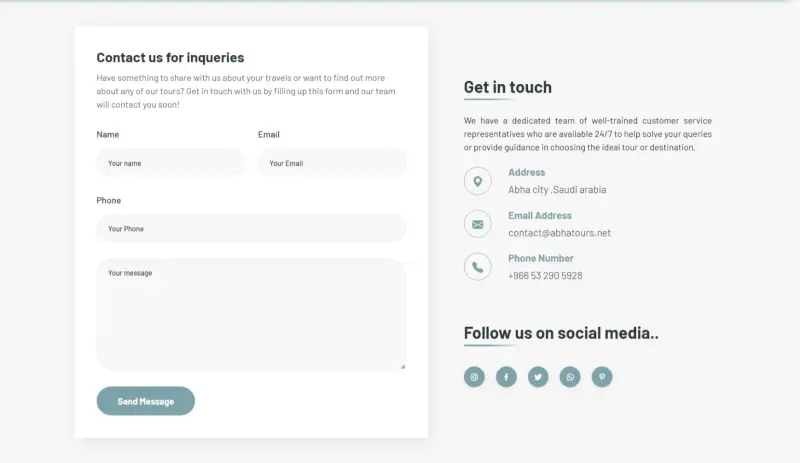 Contact us for inqueries
Have something to share with us about your travels or want to find out more
about any of our tours? Get in touch with us by filling up this form and our team
will contact you soon!
Name
Email
Your name
Your Email
Phone
Your Phone
Your message
Send Message
Get in touch
We have a dedicated team of well-trained customer service
representatives who are available 24/7 to help solve your queries
or provide guidance in choosing the ideal tour or destination.
Address
Abha city ,Saudi arabia
Email Address
contact@abhatours.net
Phone Number
+966 53 290 5928
Follow us on social media..